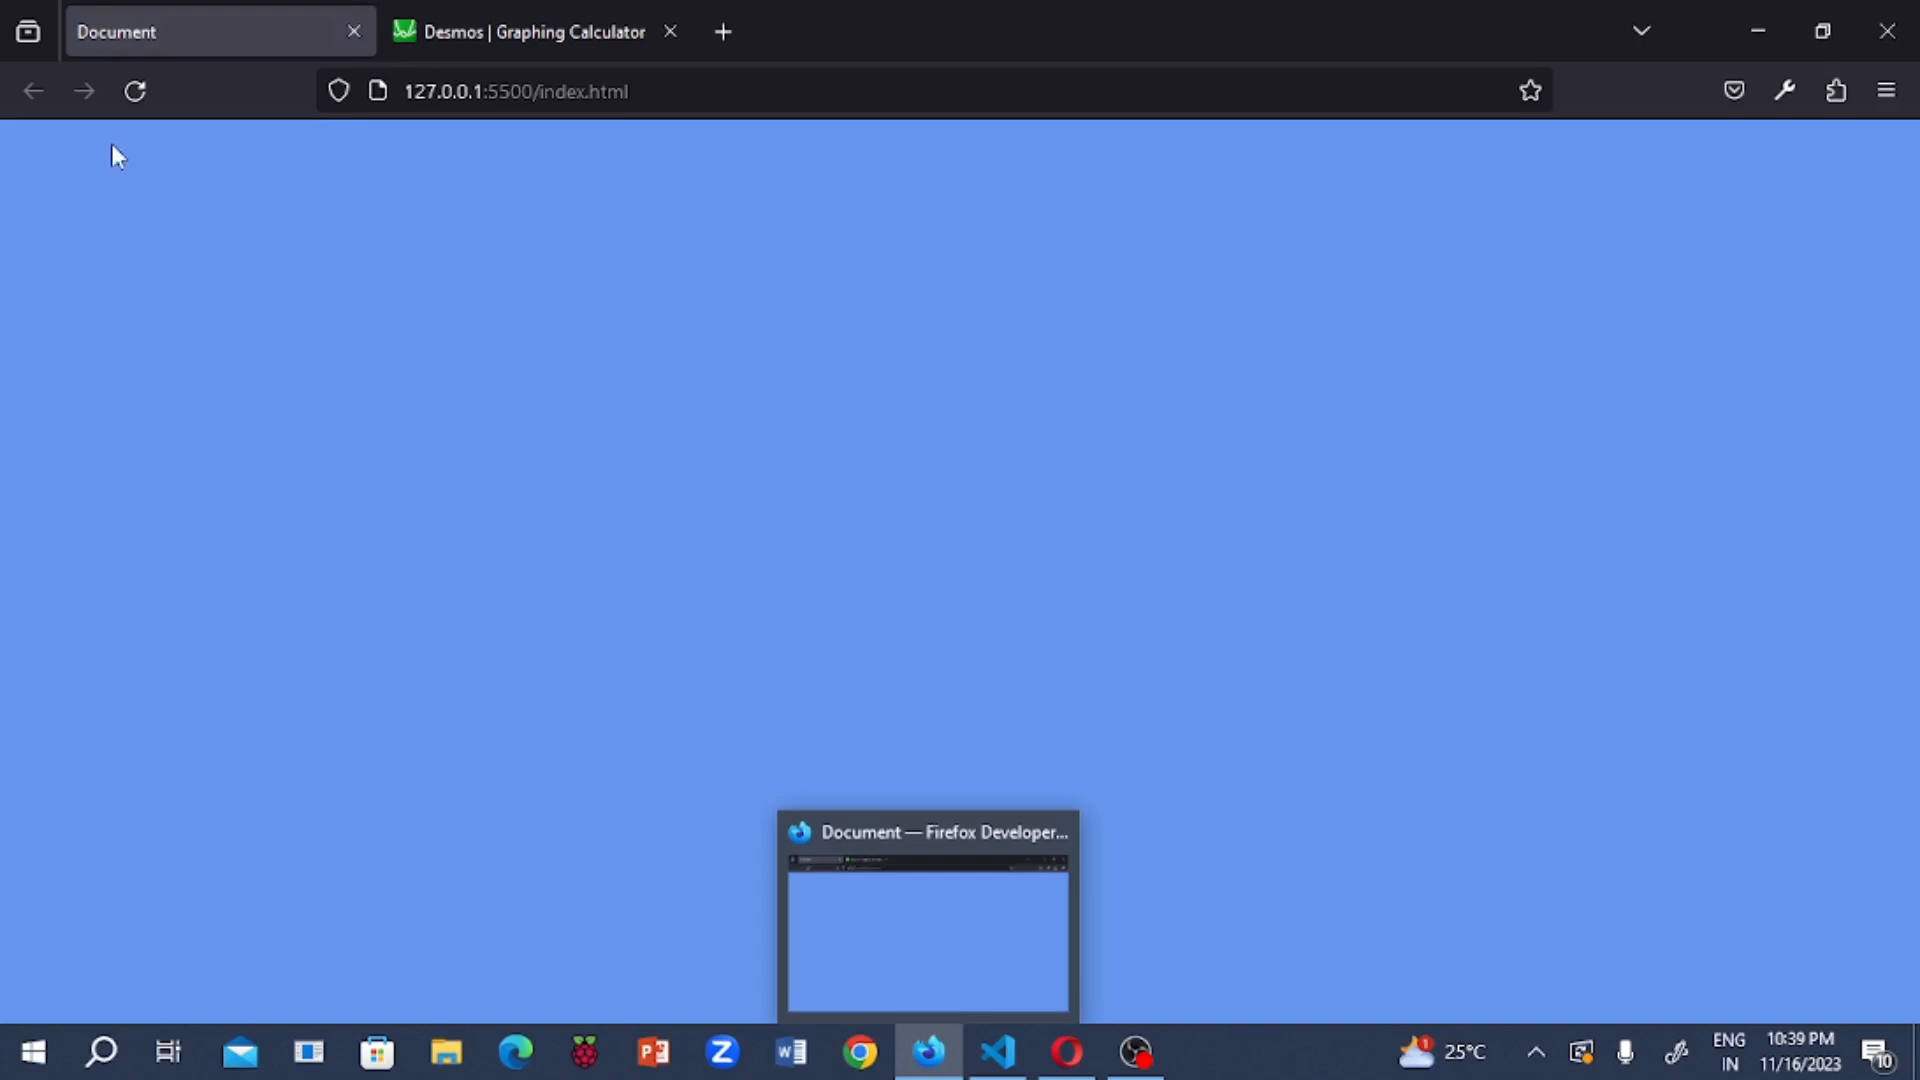 Document
Desmos | Graphing Calculator
127.0.0.1:5500/index.html
Document — Firefox Developer...
25°C
ENG
IN
10:39 PM
11/16/2023
10